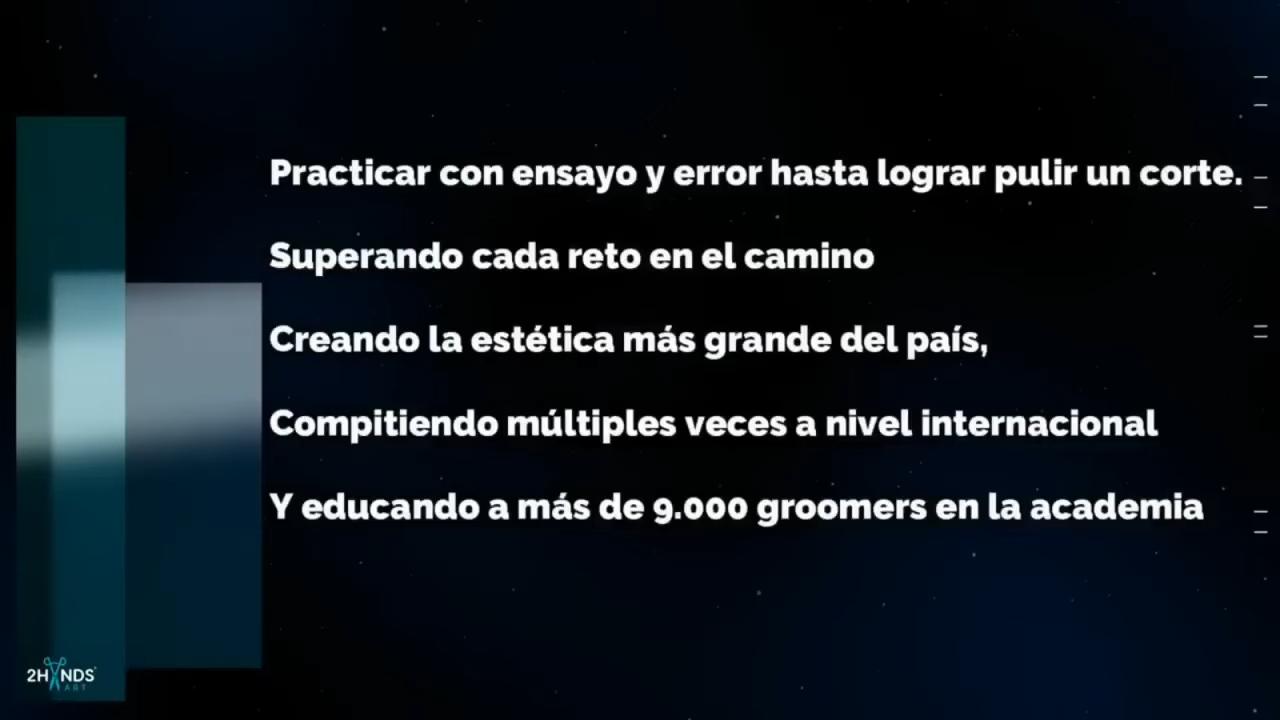 Practicar con ensayo y error hasta lograr pulir un corte.
Superando cada reto en el camino
Creando la estética más grande del país,
Compitiendo múltiples veces a nivel internacional
Y educando a más de 9.000 groomers en la academia
2HANDS
ART